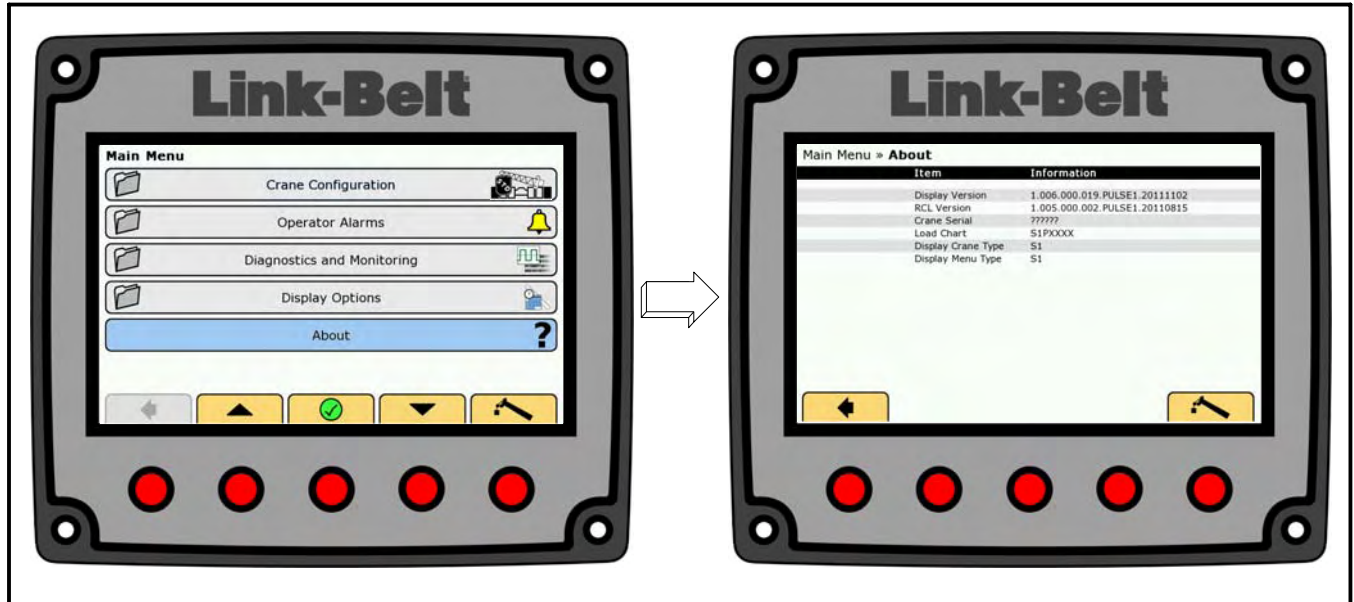 Link-Belt
Main Menu
Crane Configuration
Operator Alarms
Diagnostics and Monitoring
Display Options
About
?
Link-Belt
Main Menu » About
Item Information
Display Version 1.006.000.019.PULSE1.20111102
RCL Version 1.005.000.002.PULSE1.20110815
Crane Serial ??????
Load Chart S1PXXXX
Display Crane Type S1
Display Menu Type S1